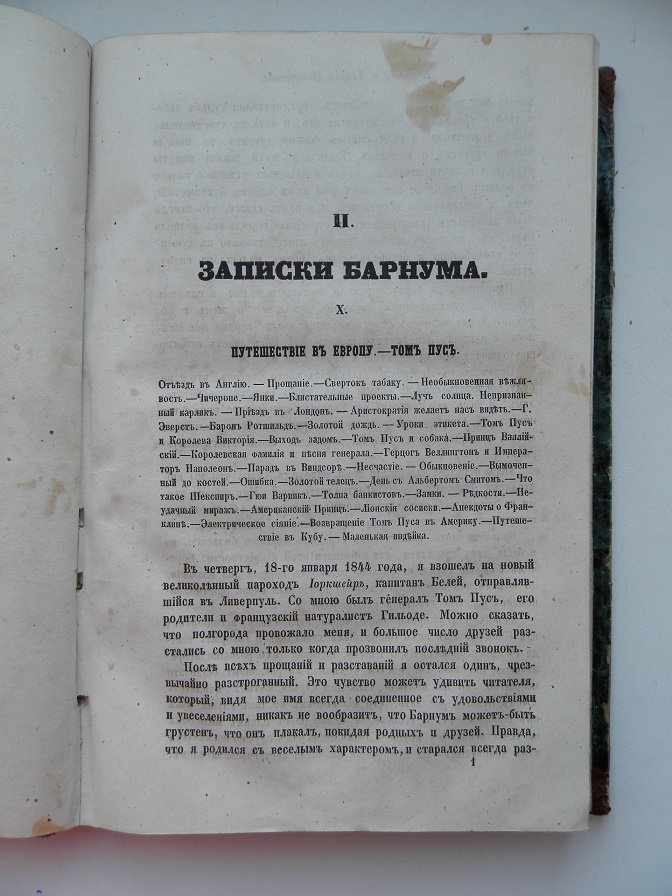 II.
ЗАПИСКИ БАРНУМА.
X.
ПУТЕШЕСТВІЕ ВЪ ЕВРОПУ.—ТОМЪ ПУСЪ.
Отъѣздъ въ Англію. — Прощаніе.—Свертокъ табаку. — Необыкновенная вѣжли-
вость.—Чичероне.—Янки.—Блистательные проекты.—Лучъ солнца. Непризнан-
ный карликъ. — Пріѣздъ въ Лондонъ. — Аристократія желаетъ насъ видѣть.—Г.
Эверстъ.—Баронъ Ротшильдъ.—Золотой дождь. — Уроки этикета.—Томъ Пусъ
и Королева Викторія.—Выходъ задомъ.—Томъ Пусъ и собака.—Принцъ Валлій-
скій.—Королевская фамилія и пѣсня генерала.—Герцогъ Веллингтонъ и Импера-
торъ Наполеонъ.—Парадъ въ Виндсорѣ.—Несчастіе. — Обыкновеніе.—Вымочен-
ный до костей.—Ошибка.—Золотой телецъ.—День съ Альбертомъ Смитомъ.—Что
такое Шекспиръ.—Гюи Варвикъ.—Толпа банкистовъ.—Замки. — Рѣдкости.—Не-
удачный миражъ.—Американскій Принцъ.—Ліонскія сосиски.—Анекдоты о Фран-
клинѣ.—Электрическое сіяніе.—Возвращеніе Томъ Пуса въ Америку.—Путеше-
ствіе въ Кубу.—Маленькая индѣйка.
Въ четвергъ, 18-го января 1844 года, я взошелъ на новый
великолѣпный пароходъ Іоркшейръ, капитанъ Белей, отправляв-
шійся въ Ливерпуль. Со мною былъ генералъ Томъ Пусъ, его
родители и французскій натуралистъ Гильоде. Можно сказать,
что полгорода провожало меня, и большое число друзей раз-
стались со мною только когда прозвонилъ послѣдній звонокъ.
Послѣ всѣхъ прощаній и разставаній я остался одинъ, чрез-
вычайно разстроганный. Это чувство можетъ удивить читателя,
который, видя мое имя всегда соединенное съ удовольствіями
и увеселеніями, никакъ не вообразитъ, что Барнумъ можетъ-быть
грустенъ, что онъ плакалъ, покидая родныхъ и друзей. Правда,
что я родился съ веселымъ характеромъ, и старался всегда раз-
1